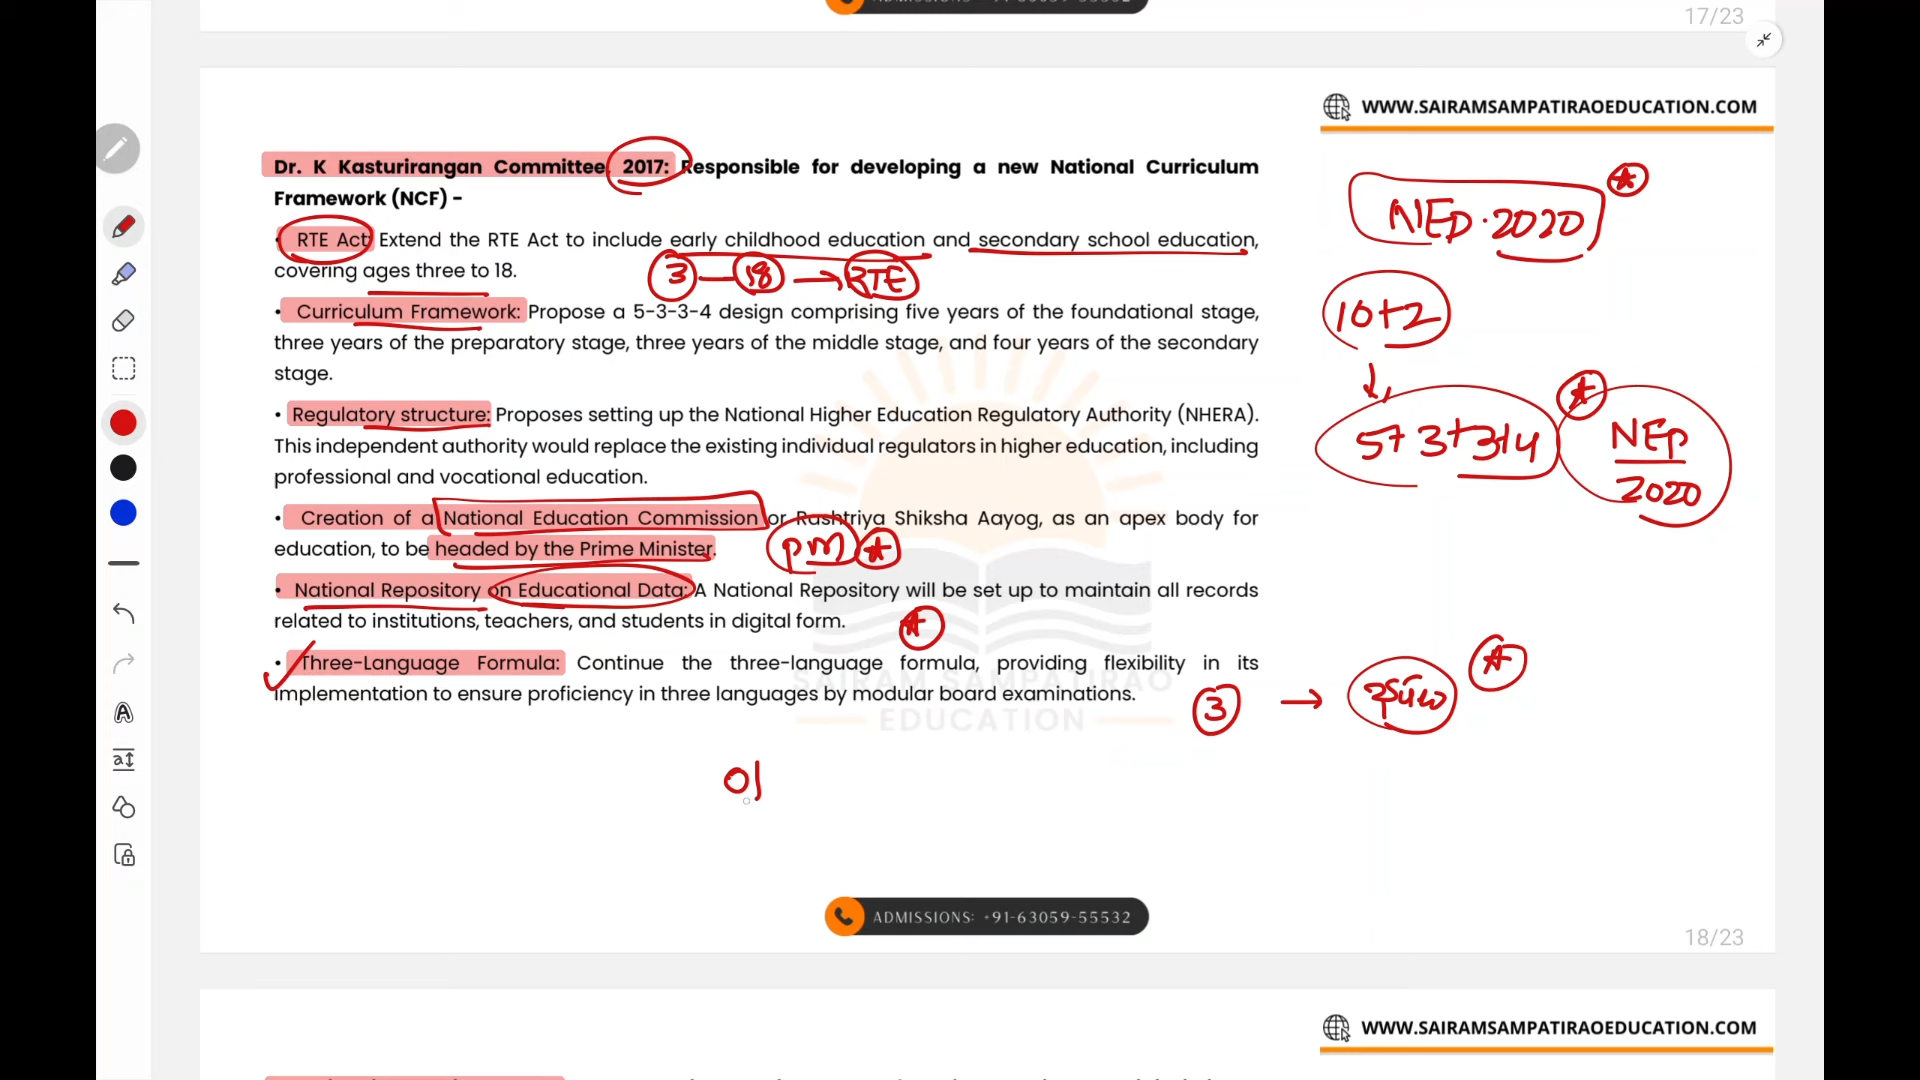 ADMISSIONS: +91-63059-55532
17/23
WWW.SAIRAMSAMPATIRAOEDUCATION.COM
Dr. K Kasturirangan Committee, 2017: Responsible for developing a new National Curriculum
Framework (NCF) -
• RTE Act: Extend the RTE Act to include early childhood education and secondary school education,
covering ages three to 18.
3 — 18 → RTE
• Curriculum Framework: Propose a 5-3-3-4 design comprising five years of the foundational stage,
three years of the preparatory stage, three years of the middle stage, and four years of the secondary
stage.
• Regulatory structure: Proposes setting up the National Higher Education Regulatory Authority (NHERA).
This independent authority would replace the existing individual regulators in higher education, including
professional and vocational education.
• Creation of a National Education Commission or Rashtriya Shiksha Aayog, as an apex body for
education, to be headed by the Prime Minister.
pm
• National Repository on Educational Data: A National Repository will be set up to maintain all records
related to institutions, teachers, and students in digital form.
• Three-Language Formula: Continue the three-language formula, providing flexibility in its
implementation to ensure proficiency in three languages by modular board examinations.
3 →
NEP.2020
10+2
5+3+3+4
NEP
2020
SAIRAM SAMPATIRAO
EDUCATION
ADMISSIONS: +91-63059-55532
18/23
WWW.SAIRAMSAMPATIRAOEDUCATION.COM